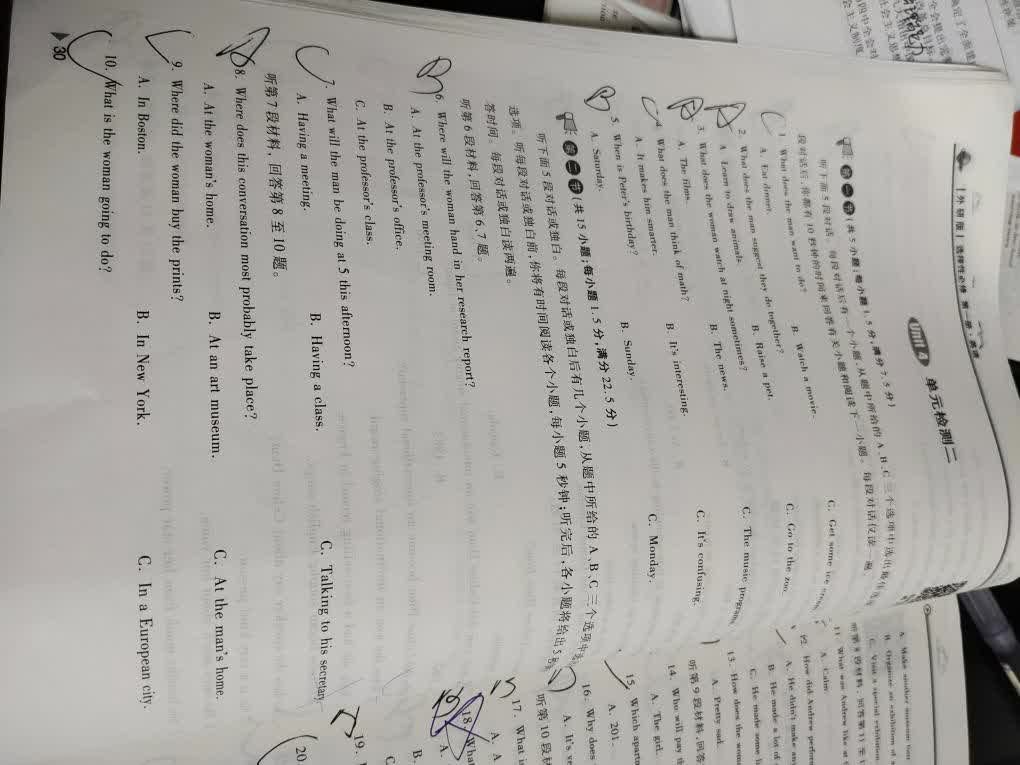 [外研版] 选择性必修 第一册·英语
Unit 4 单元检测二
第一节(共5小题;每小题1.5分,满分7.5分)
听下面5段对话。每段对话后有一个小题,从题中所给的A、B、C三个选项中选出最佳选项
段对话后,你都有10秒钟的时间来回答有关小题和阅读下一小题。每段对话仅读一遍。
C 1. What does the man want to do?
A. Eat dinner. B. Watch a movie. C. Get some ice cream.
A 2. What does the man suggest they do together?
A. Learn to draw animals. B. Raise a pet. C. Go to the zoo.
3. What does the woman watch at night sometimes?
A. The films. B. The news. C. The music program
C 4. What does the man think of math?
A. It makes him smarter. B. It's interesting. C. It's confusing.
B 5. When is Peter's birthday?
A. Saturday. B. Sunday. C. Monday.
第二节(共15小题;每小题1.5分,满分22.5分)
听下面5段对话或独白。每段对话或独白后有几个小题,从题中所给的A、B、C三个选项中选
选项。听每段对话或独白前,你将有时间阅读各个小题,每小题5秒钟;听完后,各小题将给出5
答时间。每段对话或独白读两遍。
听第6段材料,回答第6、7题。
B 6. Where will the woman hand in her research report?
A. At the professor's meeting room.
B. At the professor's office.
C. At the professor's class.
C 7. What will the man be doing at 5 this afternoon?
A. Having a meeting. B. Having a class. C. Talking to his secretary.
听第7段材料,回答第8至10题。
8. Where does this conversation most probably take place?
A. At the woman's home. B. At an art museum. C. At the man's home.
C 9. Where did the woman buy the prints?
A. In Boston. B. In New York. C. In a European city.
C 10. What is the woman going to do?
30
A. Make another museum tour
B. Organize an exhibition of
C. Visit a special exhibition.
听第8段材料,回答第11至
11. What was Andrew like at
A. Calm.
12. How did Andrew perform
A. He didn't make any
B. He made a lot of
C. He made some
13. How does the woman
A. Pretty sad.
听第9段材料,回答
14. Who will pay
A. The girl.
15. Which apart
A. 201.
16. Why does
A. It's
听第10段
17. What
A.
18. What
A.
B.
C
19.
20